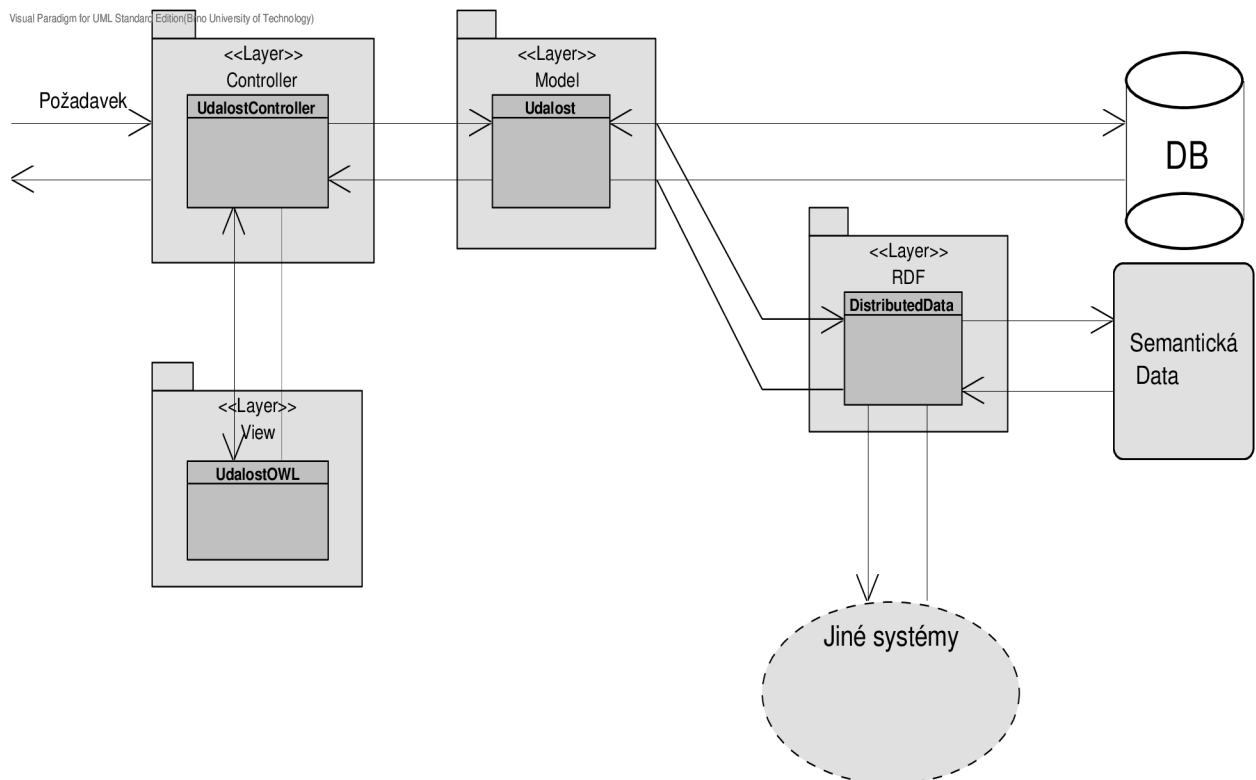 Visual Paradigm for UML Standard Edition(Brno University of Technology)
<<Layer>>
Controller
UdalostController
Požadavek
<<Layer>>
Model
Udalost
DB
<<Layer>>
RDF
DistributedData
Semantická
Data
<<Layer>>
View
UdalostOWL
Jiné systémy